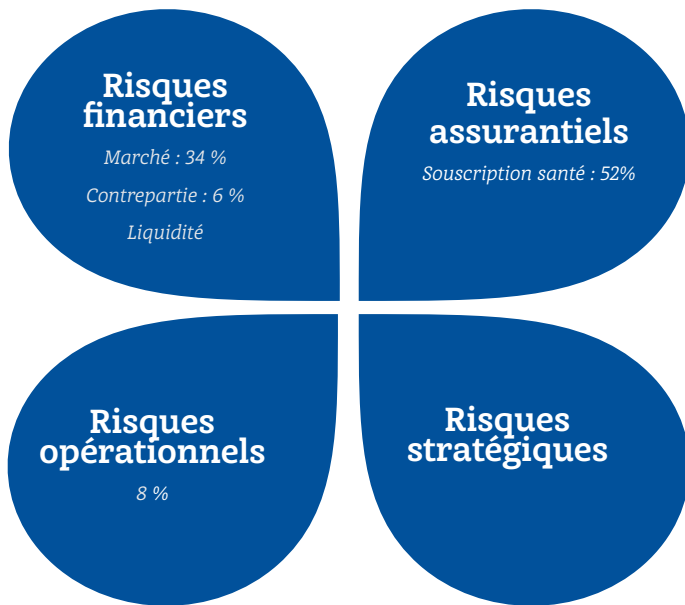 Risques
financiers
Marché : 34 %
Contrepartie : 6 %
Liquidité
Risques
assurantiels
Souscription santé : 52%
Risques
opérationnels
8 %
Risques
stratégiques